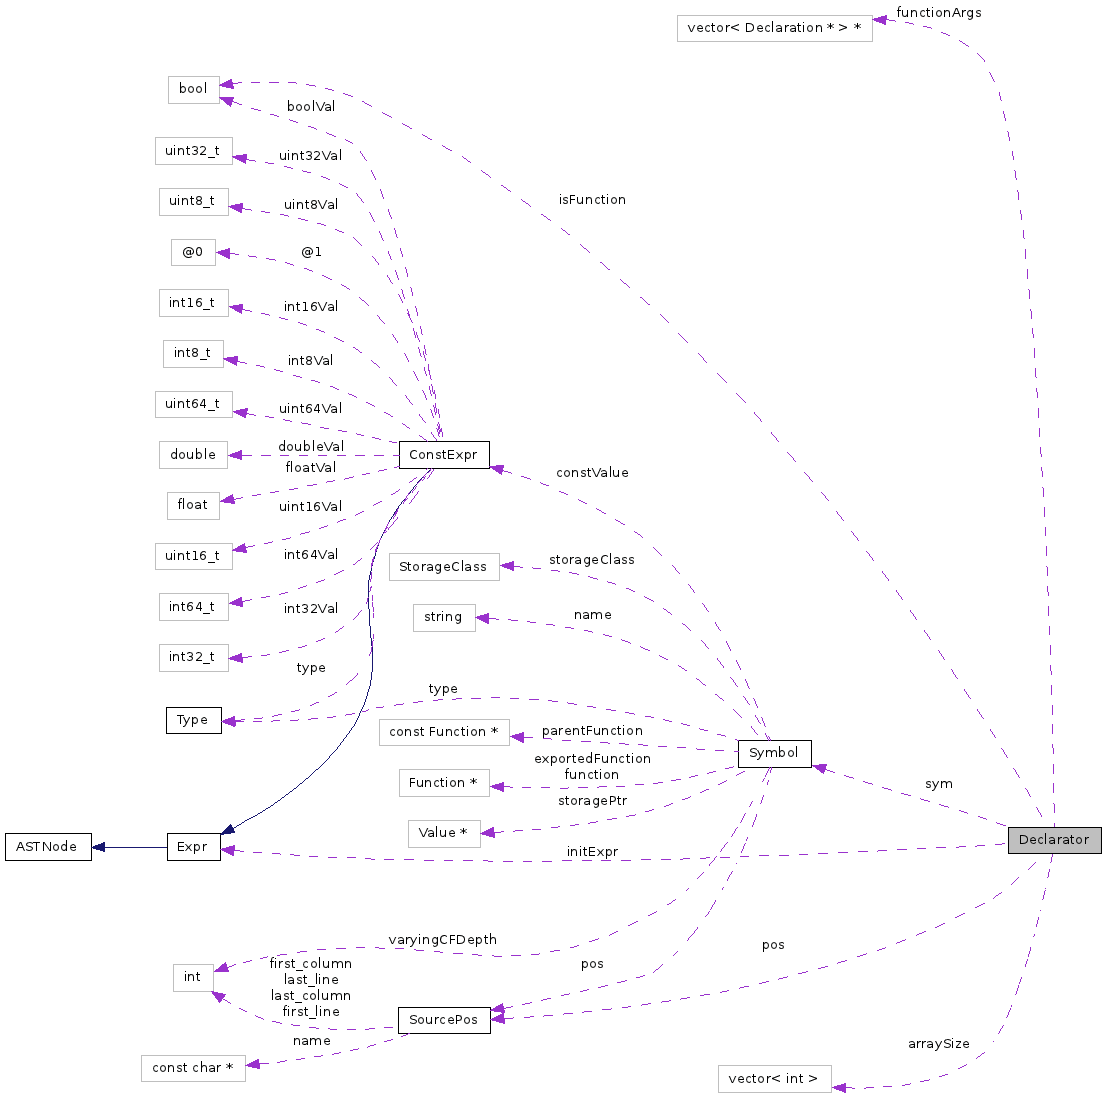 functionArgs
vector< Declaration * > *
bool
boolVal
uint32_t
uint32Val
isFunction
uint8_t
uint8Val
@0
@1
int16_t
int16Val
int8_t
int8Val
uint64_t
uint64Val
double
doubleVal
ConstExpr
floatVal
constValue
float
uint16Val
uint16_t
int64Val
StorageClass
storageClass
int64_t
int32Val
string
name
int32_t
type
type
Type
const Function *
parentFunction
Symbol
exportedFunction
function
Function *
sym
storagePtr
Value *
Declarator
ASTNode
Expr
initExpr
varyingCFDepth
pos
first_column
pos
int
last_line
last_column
first_line
SourcePos
name
arraySize
const char *
vector< int >